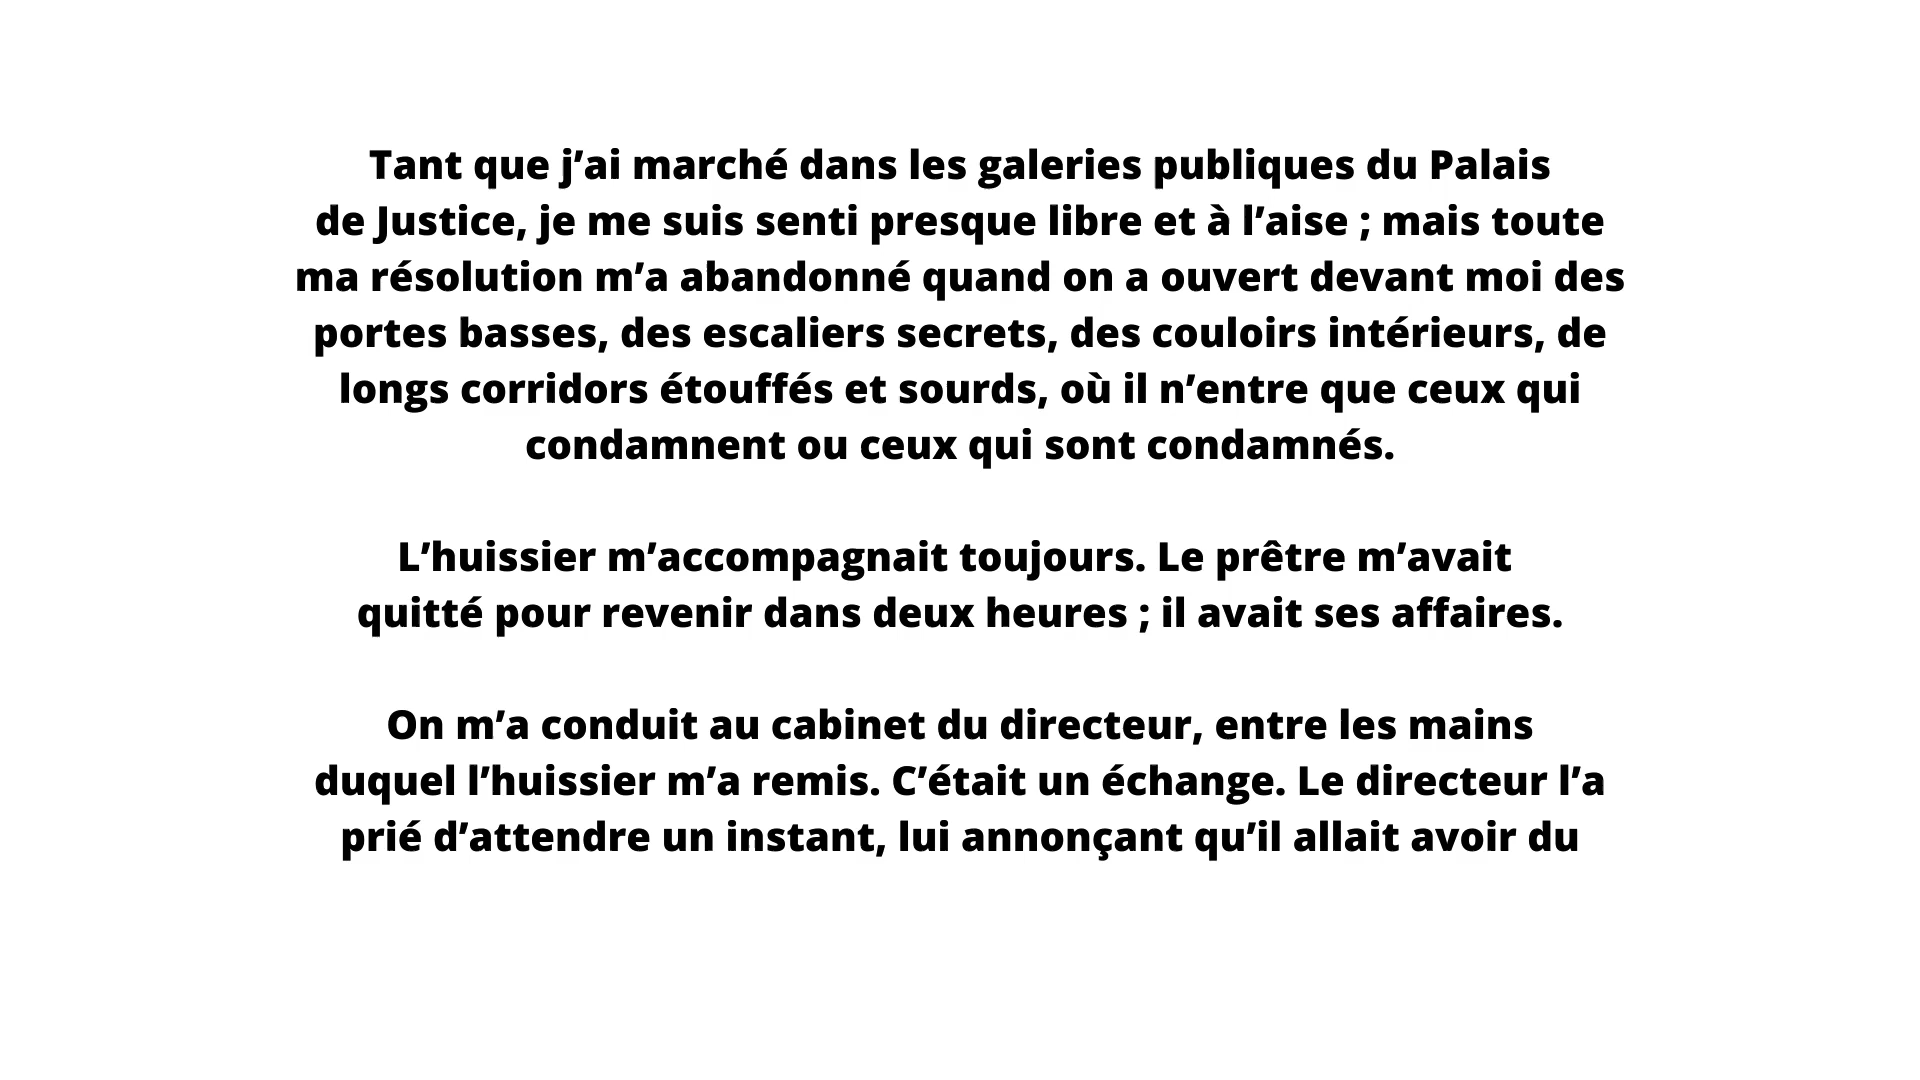 Tant que j’ai marché dans les galeries publiques du Palais
de Justice, je me suis senti presque libre et à l’aise ; mais toute
ma résolution m’a abandonné quand on a ouvert devant moi des
portes basses, des escaliers secrets, des couloirs intérieurs, de
longs corridors étouffés et sourds, où il n’entre que ceux qui
condamnent ou ceux qui sont condamnés.
L’huissier m’accompagnait toujours. Le prêtre m’avait
quitté pour revenir dans deux heures ; il avait ses affaires.
On m’a conduit au cabinet du directeur, entre les mains
duquel l’huissier m’a remis. C’était un échange. Le directeur l’a
prié d’attendre un instant, lui annonçant qu’il allait avoir du